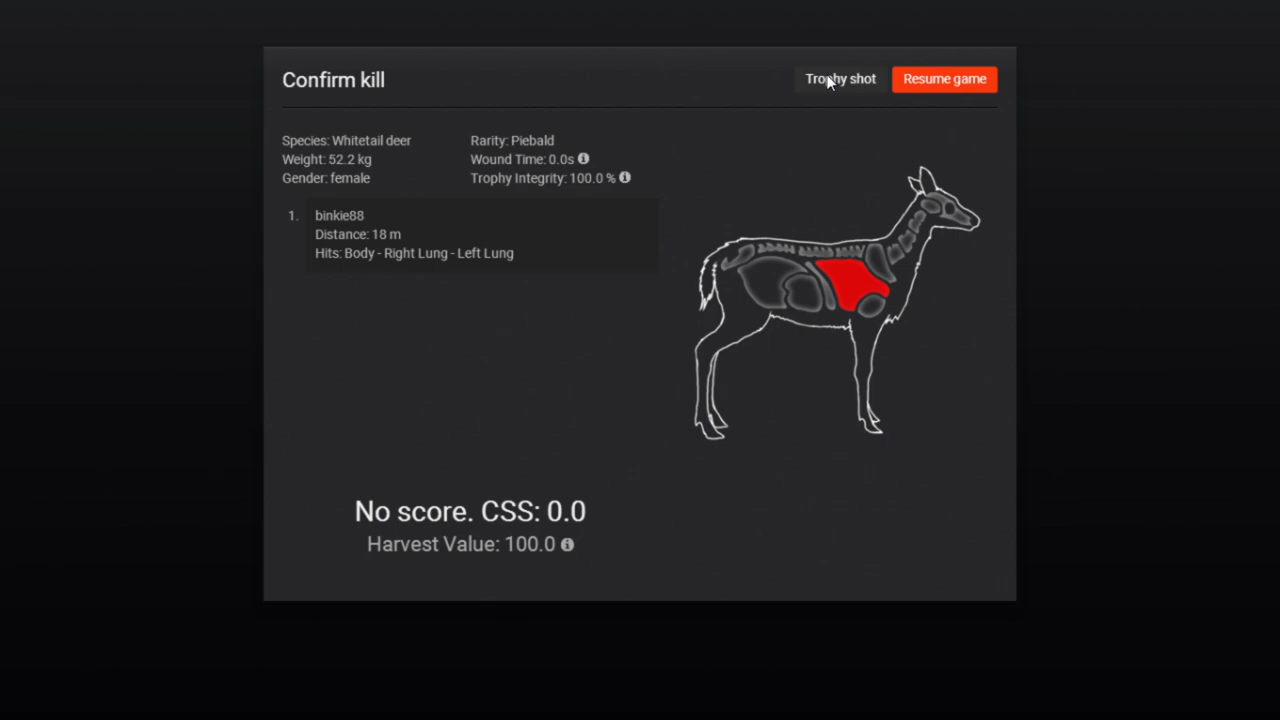 Confirm kill
Trophy shot
Resume game
Species: Whitetail deer
Weight: 52.2 kg
Gender: female
Rarity: Piebald
Wound Time: 0.0s
Trophy Integrity: 100.0 %
1.
binkie88
Distance: 18 m
Hits: Body - Right Lung - Left Lung
No score. CSS: 0.0
Harvest Value: 100.0